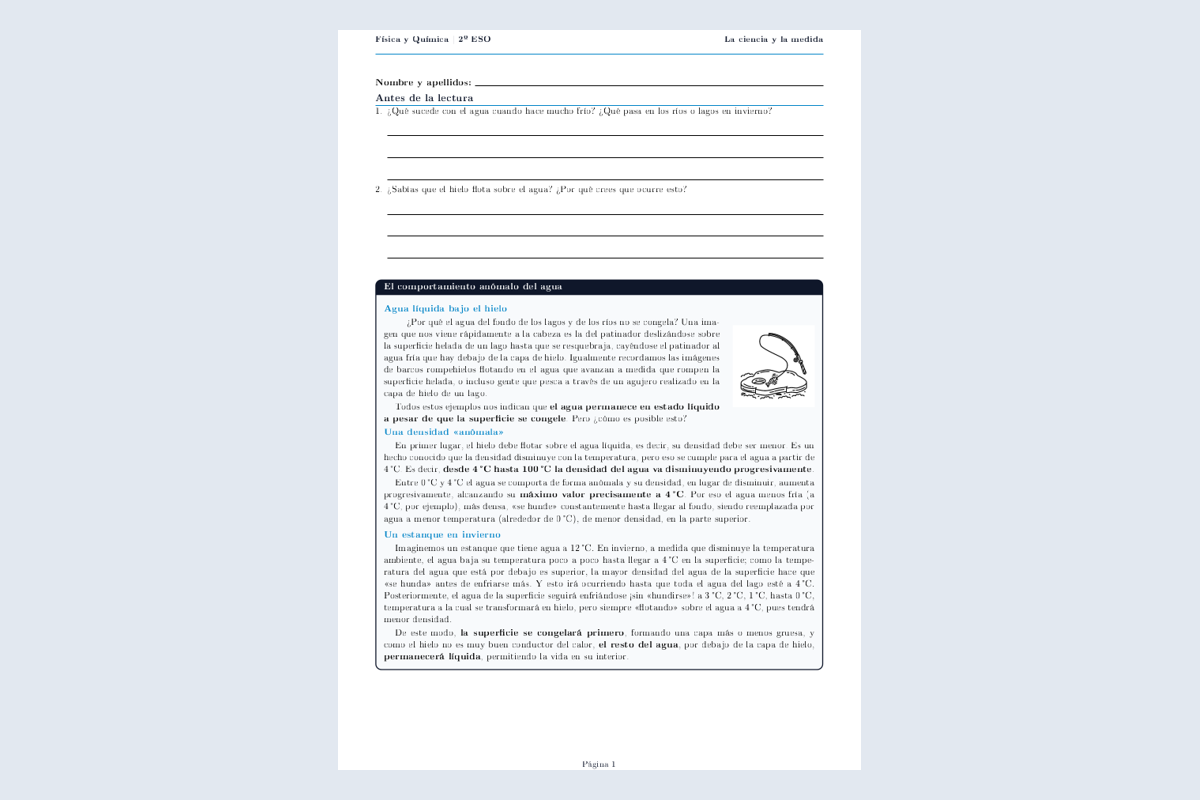 Física y Química | 2º ESO
La ciencia y la medida
Nombre y apellidos:
Antes de la lectura
1. ¿Qué sucede con el agua cuando hace mucho frío? ¿Qué pasa en los ríos o lagos en invierno?
2. ¿Sabías que el hielo flota sobre el agua? ¿Por qué crees que ocurre esto?
El comportamiento anómalo del agua
Agua líquida bajo el hielo
¿Por qué el agua del fondo de los lagos y de los ríos no se congela? Una ima-
gen que nos viene rápidamente a la cabeza es la del patinador deslizándose sobre
la superficie helada de un lago hasta que se resquebraja, cayéndose el patinador al
agua fría que hay debajo de la capa de hielo. Igualmente recordamos las imágenes
de barcos rompehielos flotando en el agua que avanzan a medida que rompen la
superficie helada, o incluso gente que pesca a través de un agujero realizado en la
capa de hielo de un lago.
Todos estos ejemplos nos indican que el agua permanece en estado líquido
a pesar de que la superficie se congele. Pero ¿cómo es posible esto?
Una densidad «anómala»
En primer lugar, el hielo debe flotar sobre el agua líquida, es decir, su densidad debe ser menor. Es un
hecho conocido que la densidad disminuye con la temperatura, pero eso se cumple para el agua a partir de
4 °C. Es decir, desde 4 °C hasta 100 °C la densidad del agua va disminuyendo progresivamente.
Entre 0 °C y 4 °C el agua se comporta de forma anómala y su densidad, en lugar de disminuir, aumenta
progresivamente, alcanzando su máximo valor precisamente a 4 °C. Por eso el agua menos fría (a
4 °C, por ejemplo), más densa, «se hunde» constantemente hasta llegar al fondo, siendo reemplazada por
agua a menor temperatura (alrededor de 0 °C), de menor densidad, en la parte superior.
Un estanque en invierno
Imaginemos un estanque que tiene agua a 12 °C. En invierno, a medida que disminuye la temperatura
ambiente, el agua baja su temperatura poco a poco hasta llegar a 4 °C en la superficie; como la tempe-
ratura del agua que está por debajo es superior, la mayor densidad del agua de la superficie hace que
«se hunda» antes de enfriarse más. Y esto irá ocurriendo hasta que toda el agua del lago esté a 4 °C.
Posteriormente, el agua de la superficie seguirá enfriándose ¡sin «hundirse»! a 3 °C, 2 °C, 1 °C, hasta 0 °C,
temperatura a la cual se transformará en hielo, pero siempre «flotando» sobre el agua a 4 °C, pues tendrá
menor densidad.
De este modo, la superficie se congelará primero, formando una capa más o menos gruesa, y
como el hielo no es muy buen conductor del calor, el resto del agua, por debajo de la capa de hielo,
permanecerá líquida, permitiendo la vida en su interior.
Página 1